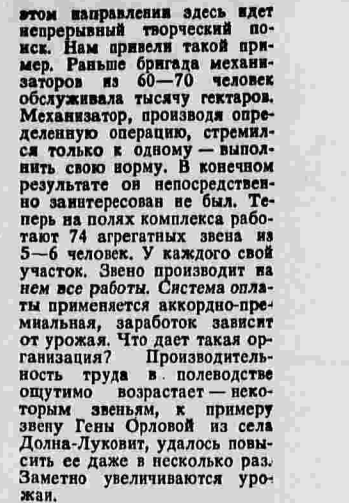 этом направлении здесь идет
непрерывный творческий по-
иск. Нам привели такой при-
мер. Раньше бригада механи-
заторов из 60—70 человек
обслуживала тысячу гектаров.
Механизатор, производя опре-
деленную операцию, стремил-
ся только к одному — выпол-
нить свою норму. В конечном
результате он непосредствен-
но заинтересован не был. Те-
перь на полях комплекса рабо-
тают 74 агрегатных звена из
5—6 человек. У каждого свой
участок. Звено производит на
нем все работы. Система опла-
ты применяется аккордно-пре-
миальная, заработок зависит
от урожая. Что дает такая ор-
ганизация? Производитель-
ность труда в полеводстве
ощутимо возрастает — неко-
торым звеньям, к примеру
звену Гены Орловой из села
Долна-Луковит, удалось повы-
сить ее даже в несколько раз.
Заметно увеличиваются уро-
жаи.